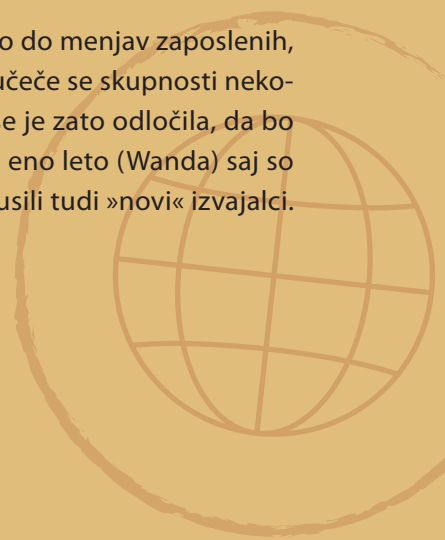 o do menjav zaposlenih,
učeče se skupnosti neko-
se je zato odločila, da bo
eno leto (Wanda) saj so
usili tudi »novi« izvajalci.